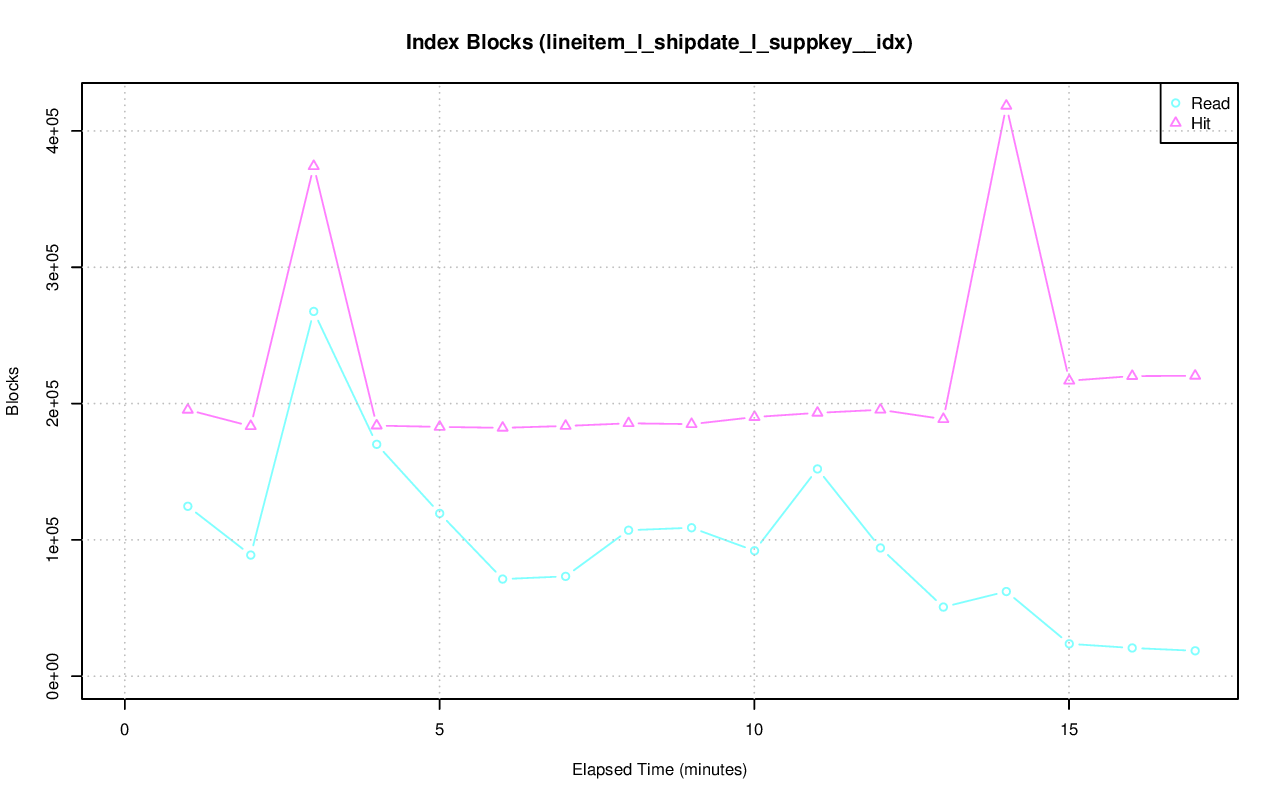 Index Blocks (lineitem_l_shipdate_l_suppkey__idx)
Read
Hit
4e+05
3e+05
2e+05
1e+05
0e+00
Blocks
0
5
10
15
Elapsed Time (minutes)